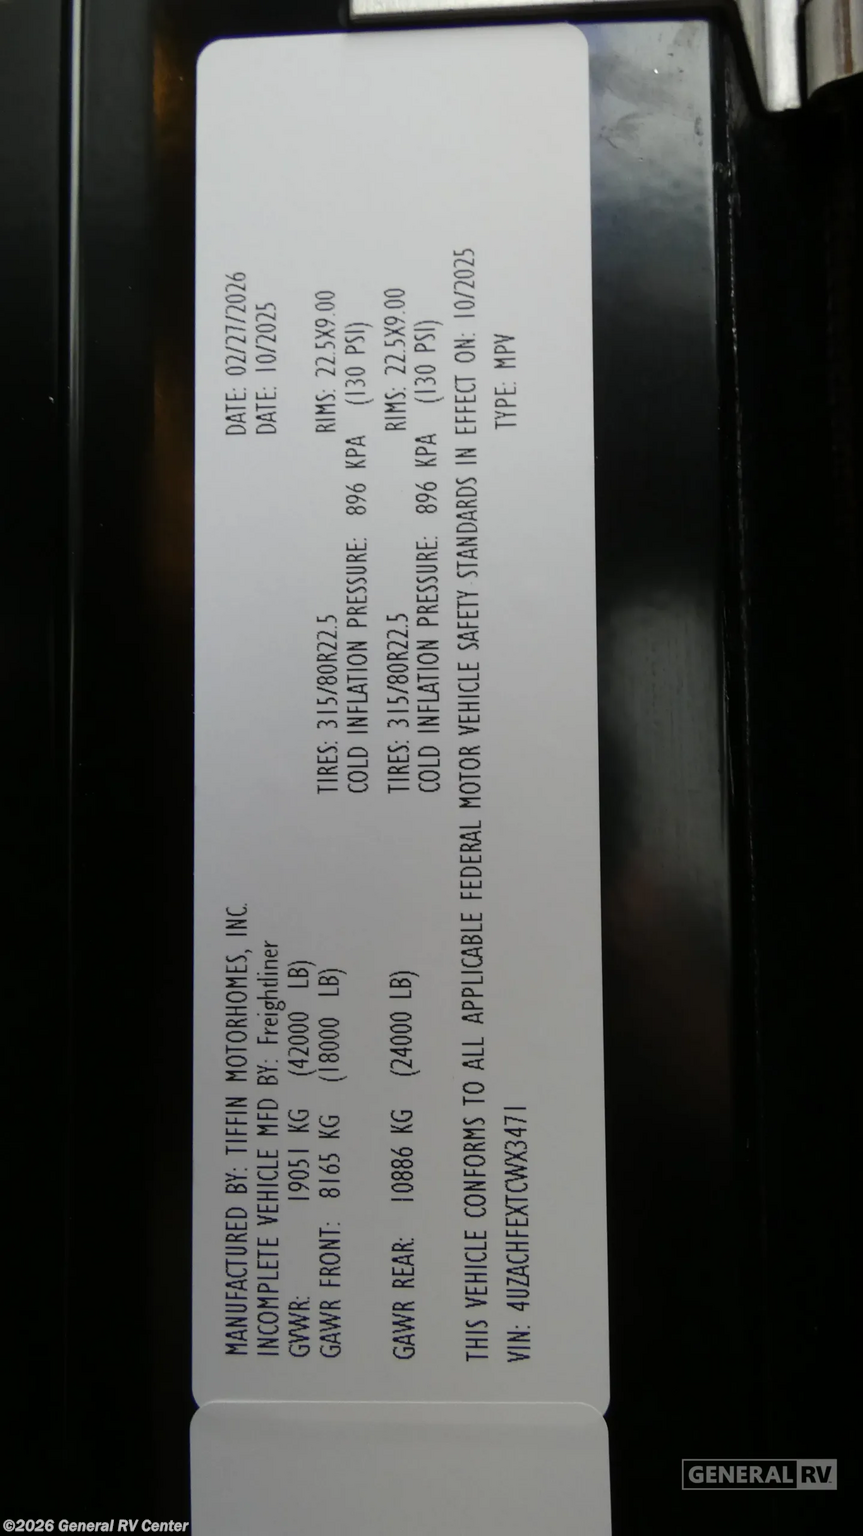 MANUFACTURED BY: TIFFIN MOTORHOMES, INC. DATE: 02/27/2026
INCOMPLETE VEHICLE MFD BY: Freightliner DATE: 10/2025
GVWR: 19051 KG (42000 LB)
GAWR FRONT: 8165 KG (18000 LB) TIRES: 315/80R22.5 RIMS: 22.5X9.00
COLD INFLATION PRESSURE: 896 KPA (130 PSI)
GAWR REAR: 10886 KG (24000 LB) TIRES: 315/80R22.5 RIMS: 22.5X9.00
COLD INFLATION PRESSURE: 896 KPA (130 PSI)
THIS VEHICLE CONFORMS TO ALL APPLICABLE FEDERAL MOTOR VEHICLE SAFETY STANDARDS IN EFFECT ON: 10/2025
VIN: 4UZACHFEXTCWX3471 TYPE: MPV
GENERAL RV
©2026 General RV Center